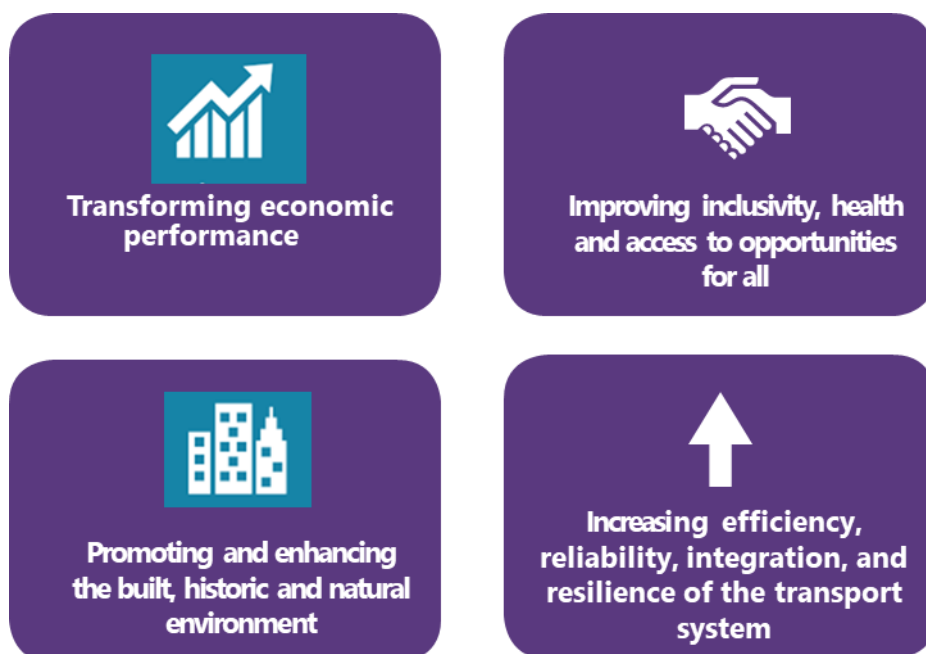 Transforming economic
performance
Improving inclusivity, health
and access to opportunities
for all
Promoting and enhancing
the built, historic and natural
environment
Increasing efficiency,
reliability, integration, and
resilience of the transport
system